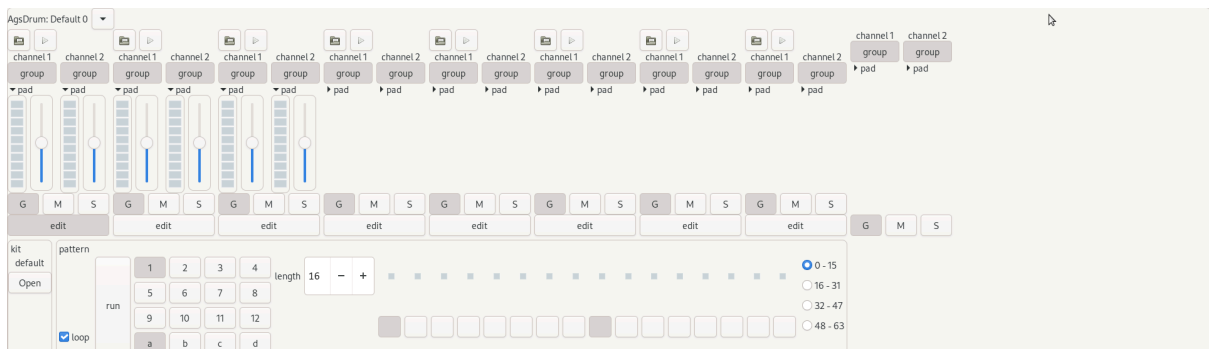 AgsDrum: Default 0
channel 1 channel 2 channel 1 channel 2 channel 1 channel 2 channel 1 channel 2 channel 1 channel 2 channel 1 channel 2 channel 1 channel 2 channel 1 channel 2 channel 1 channel 2
group group group group group group group group group group group group group group group group group group
pad pad pad pad pad pad pad pad pad pad pad pad pad pad pad pad pad pad
G M S G M S G M S G M S G M S G M S G M S G M S
edit edit edit edit edit edit edit edit G M S
kit pattern
default
Open
run
loop
1 2 3 4
5 6 7 8
9 10 11 12
a b c d
length 16 − +
0 - 15
16 - 31
32 - 47
48 - 63